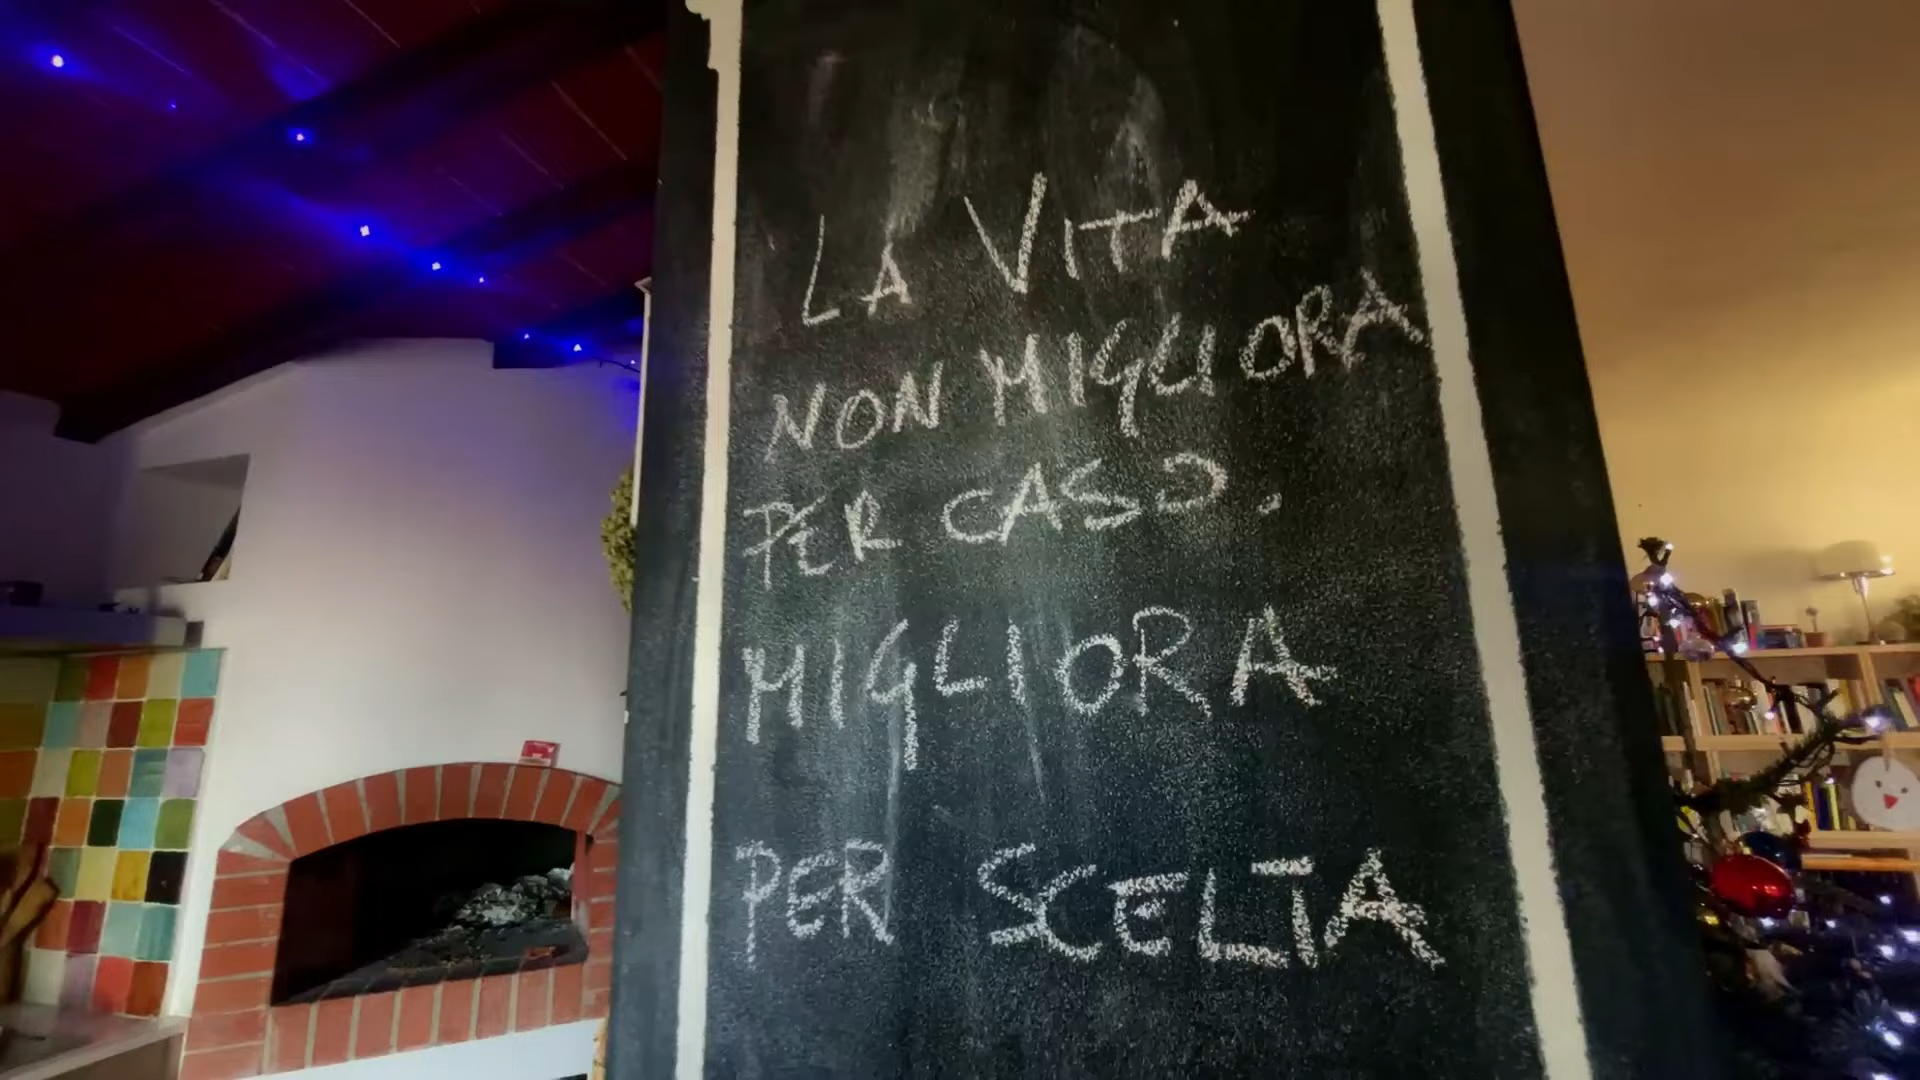 LA VITA
NON MIGLIORA
PER CASO.
MIGLIORA
PER SCELTA